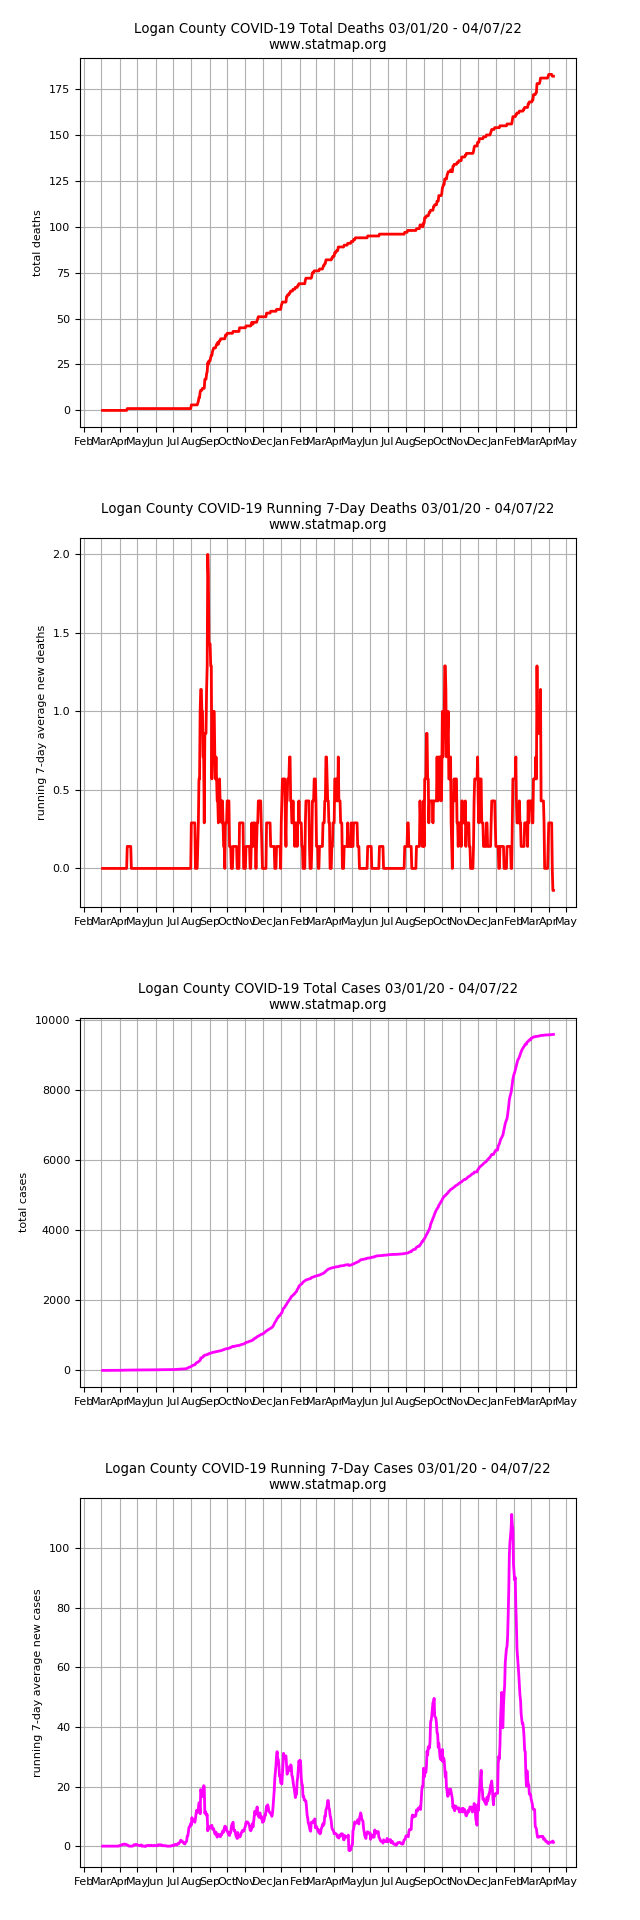 Logan County COVID-19 Total Deaths 03/01/20 - 04/07/22
www.statmap.org
175
150
125
100
75
50
25
0
total deaths
Feb Mar Apr May Jun Jul Aug Sep Oct Nov Dec Jan Feb Mar Apr May Jun Jul Aug Sep Oct Nov Dec Jan Feb Mar Apr May
Logan County COVID-19 Running 7-Day Deaths 03/01/20 - 04/07/22
www.statmap.org
2.0
1.5
1.0
0.5
0.0
running 7-day average new deaths
Feb Mar Apr May Jun Jul Aug Sep Oct Nov Dec Jan Feb Mar Apr May Jun Jul Aug Sep Oct Nov Dec Jan Feb Mar Apr May
Logan County COVID-19 Total Cases 03/01/20 - 04/07/22
www.statmap.org
10000
8000
6000
4000
2000
0
total cases
Feb Mar Apr May Jun Jul Aug Sep Oct Nov Dec Jan Feb Mar Apr May Jun Jul Aug Sep Oct Nov Dec Jan Feb Mar Apr May
Logan County COVID-19 Running 7-Day Cases 03/01/20 - 04/07/22
www.statmap.org
100
80
60
40
20
0
running 7-day average new cases
Feb Mar Apr May Jun Jul Aug Sep Oct Nov Dec Jan Feb Mar Apr May Jun Jul Aug Sep Oct Nov Dec Jan Feb Mar Apr May